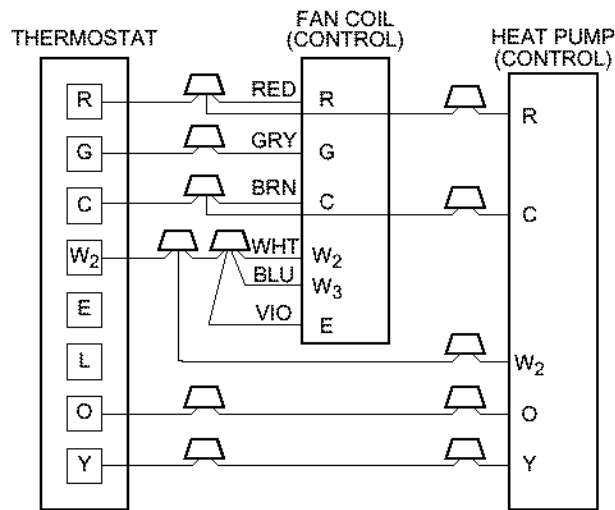 THERMOSTAT
FAN COIL
(CONTROL)
HEAT PUMP
(CONTROL)
R
RED
R
R
G
GRY
G
C
BRN
C
C
W2
WHT
W2
BLU
W3
E
VIO
E
L
W2
O
O
Y
Y